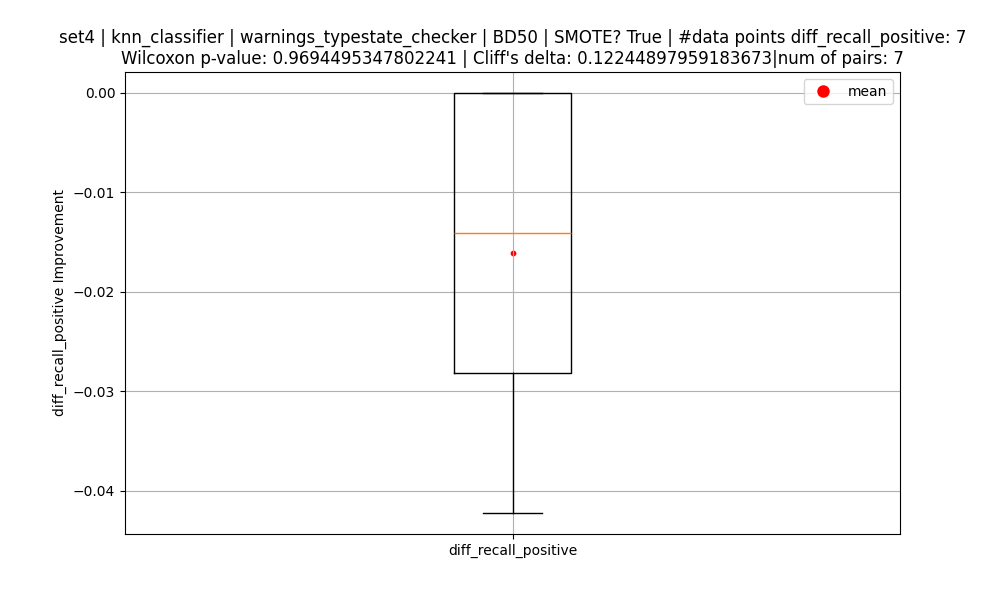 set4 | knn_classifier | warnings_typestate_checker | BD50 | SMOTE? True | #data points diff_recall_positive: 7
Wilcoxon p-value: 0.9694495347802241 | Cliff's delta: 0.12244897959183673|num of pairs: 7
mean
0.00
−0.01
−0.02
−0.03
−0.04
diff_recall_positive Improvement
diff_recall_positive